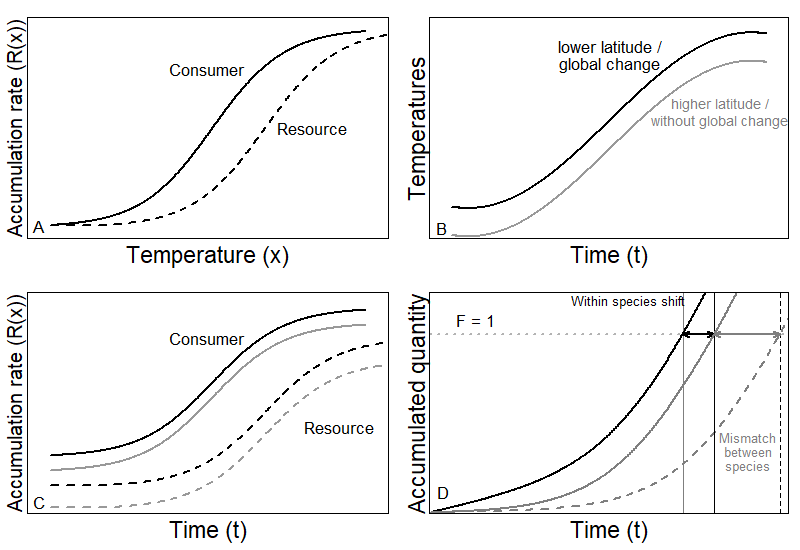 Accumulation rate (R(x))
Consumer
Resource
A
Temperature (x)
Temperatures
lower latitude /
global change
higher latitude /
without global change
B
Time (t)
Accumulation rate (R(x))
Consumer
Resource
C
Time (t)
Accumulated quantity
Within species shift
F = 1
Mismatch
between
species
D
Time (t)